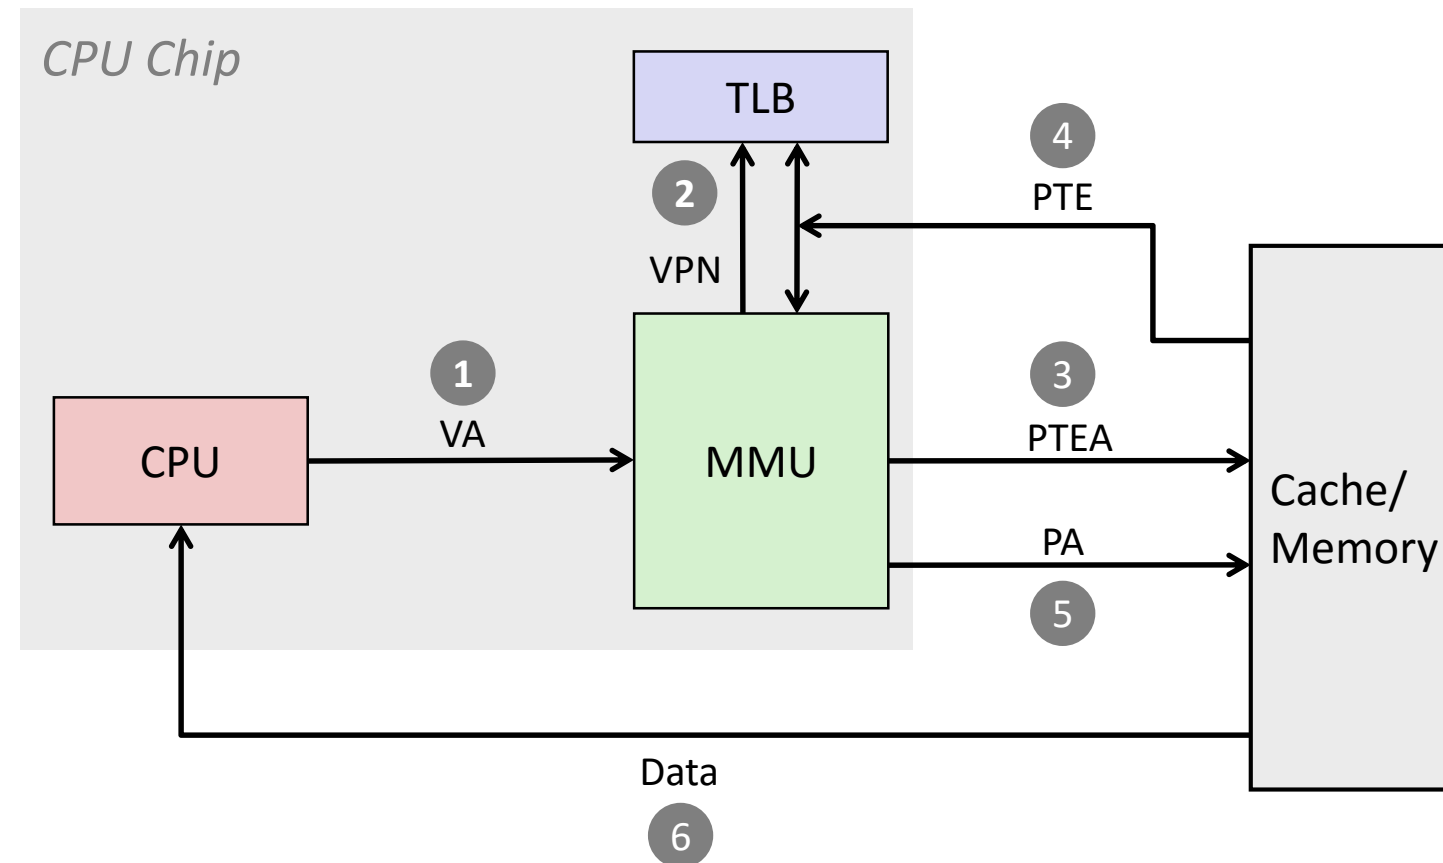 CPU Chip
TLB
4
PTE
2
VPN
1
VA
3
PTEA
CPU
MMU
Cache/
Memory
PA
5
Data
6